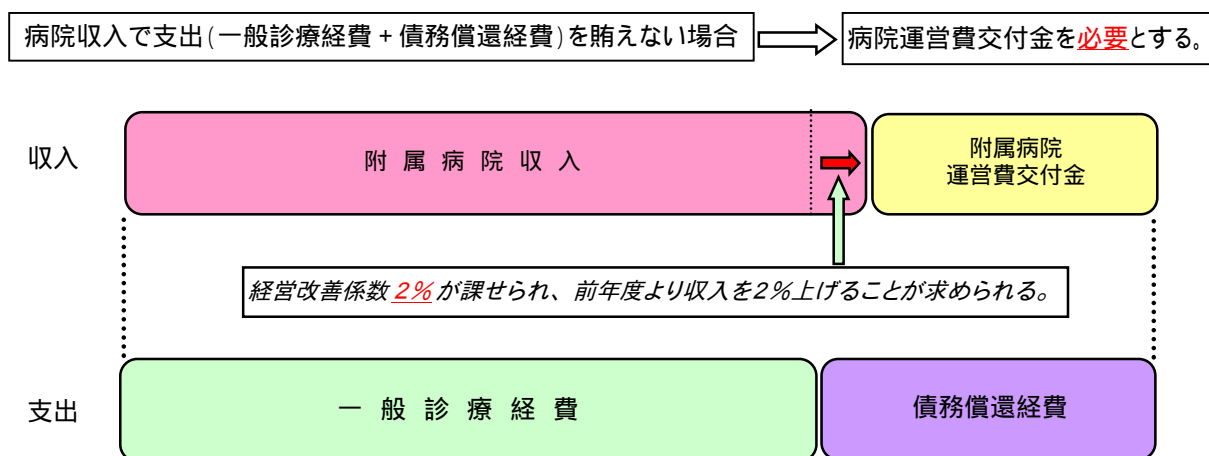 病院収入で支出(一般診療経費+債務償還経費)を賄えない場合
病院運営費交付金を必要とする。
収入
附属病院収入
附属病院
運営費交付金
経営改善係数2%が課せられ、前年度より収入を2%上げることが求められる。
支出
一般診療経費
債務償還経費